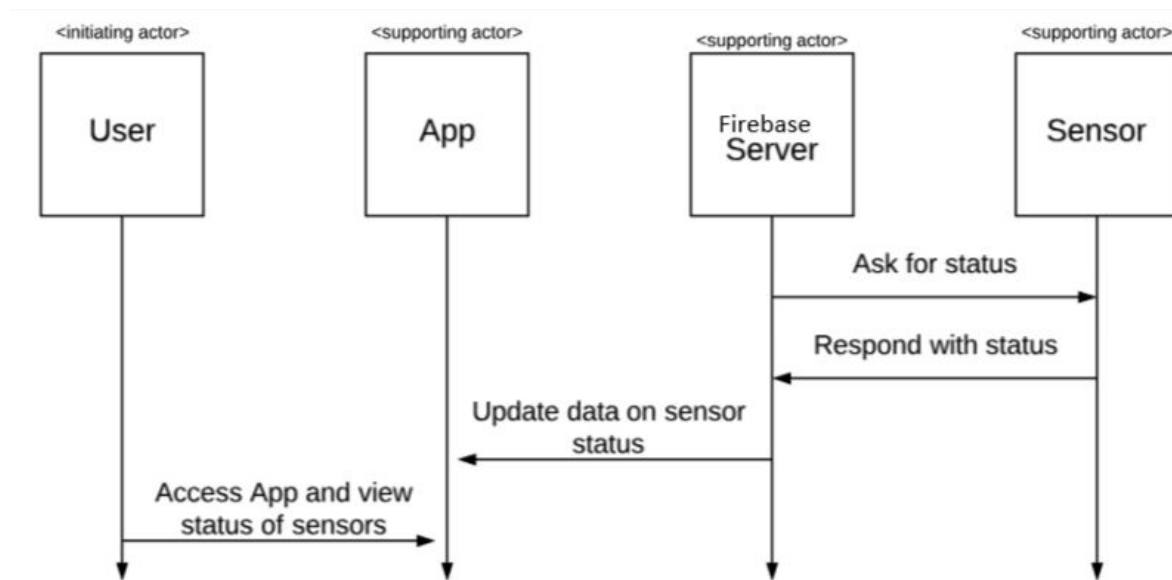 <initiating actor>
<supporting actor>
<supporting actor>
<supporting actor>
User
App
Firebase
Server
Sensor
Ask for status
Respond with status
Update data on sensor
status
Access App and view
status of sensors